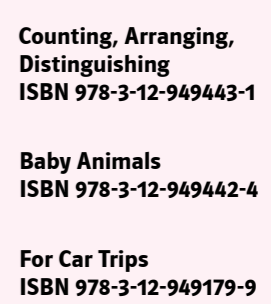 Counting, Arranging,
Distinguishing
ISBN 978-3-12-949443-1
Baby Animals
ISBN 978-3-12-949442-4
For Car Trips
ISBN 978-3-12-949179-9